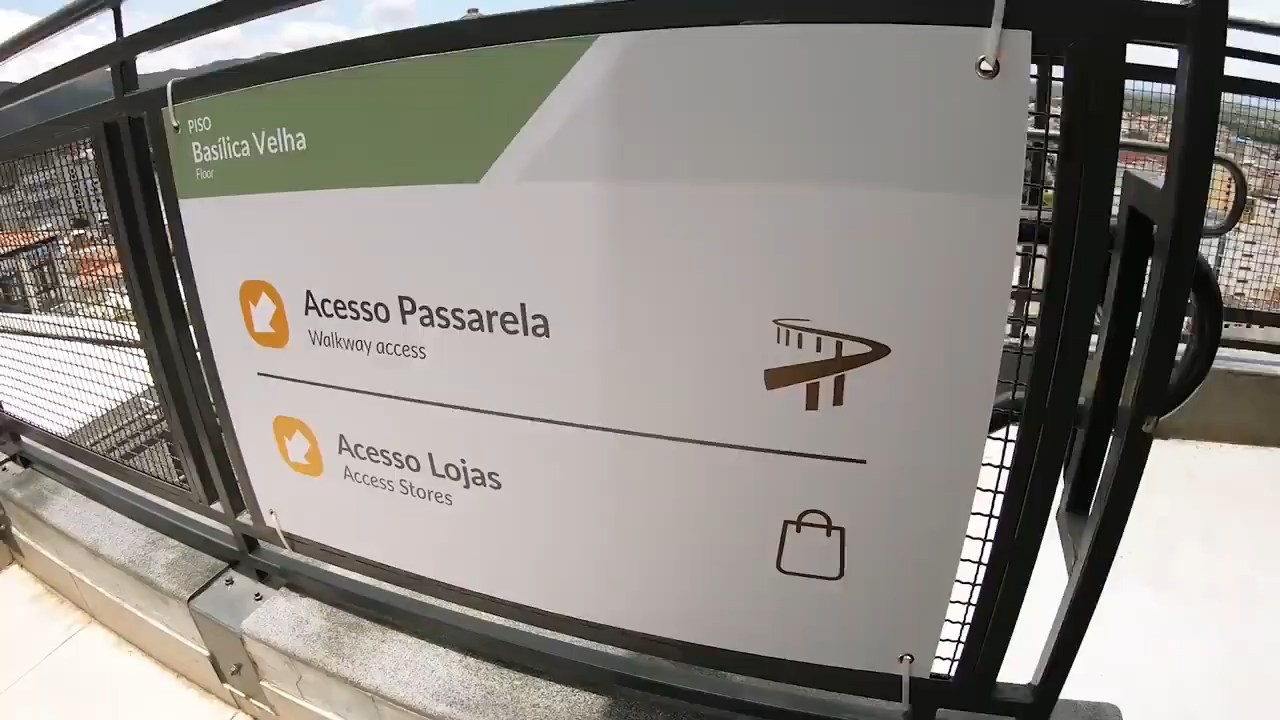 PISO
Basílica Velha
Floor
Acesso Passarela
Walkway access
Acesso Lojas
Access Stores